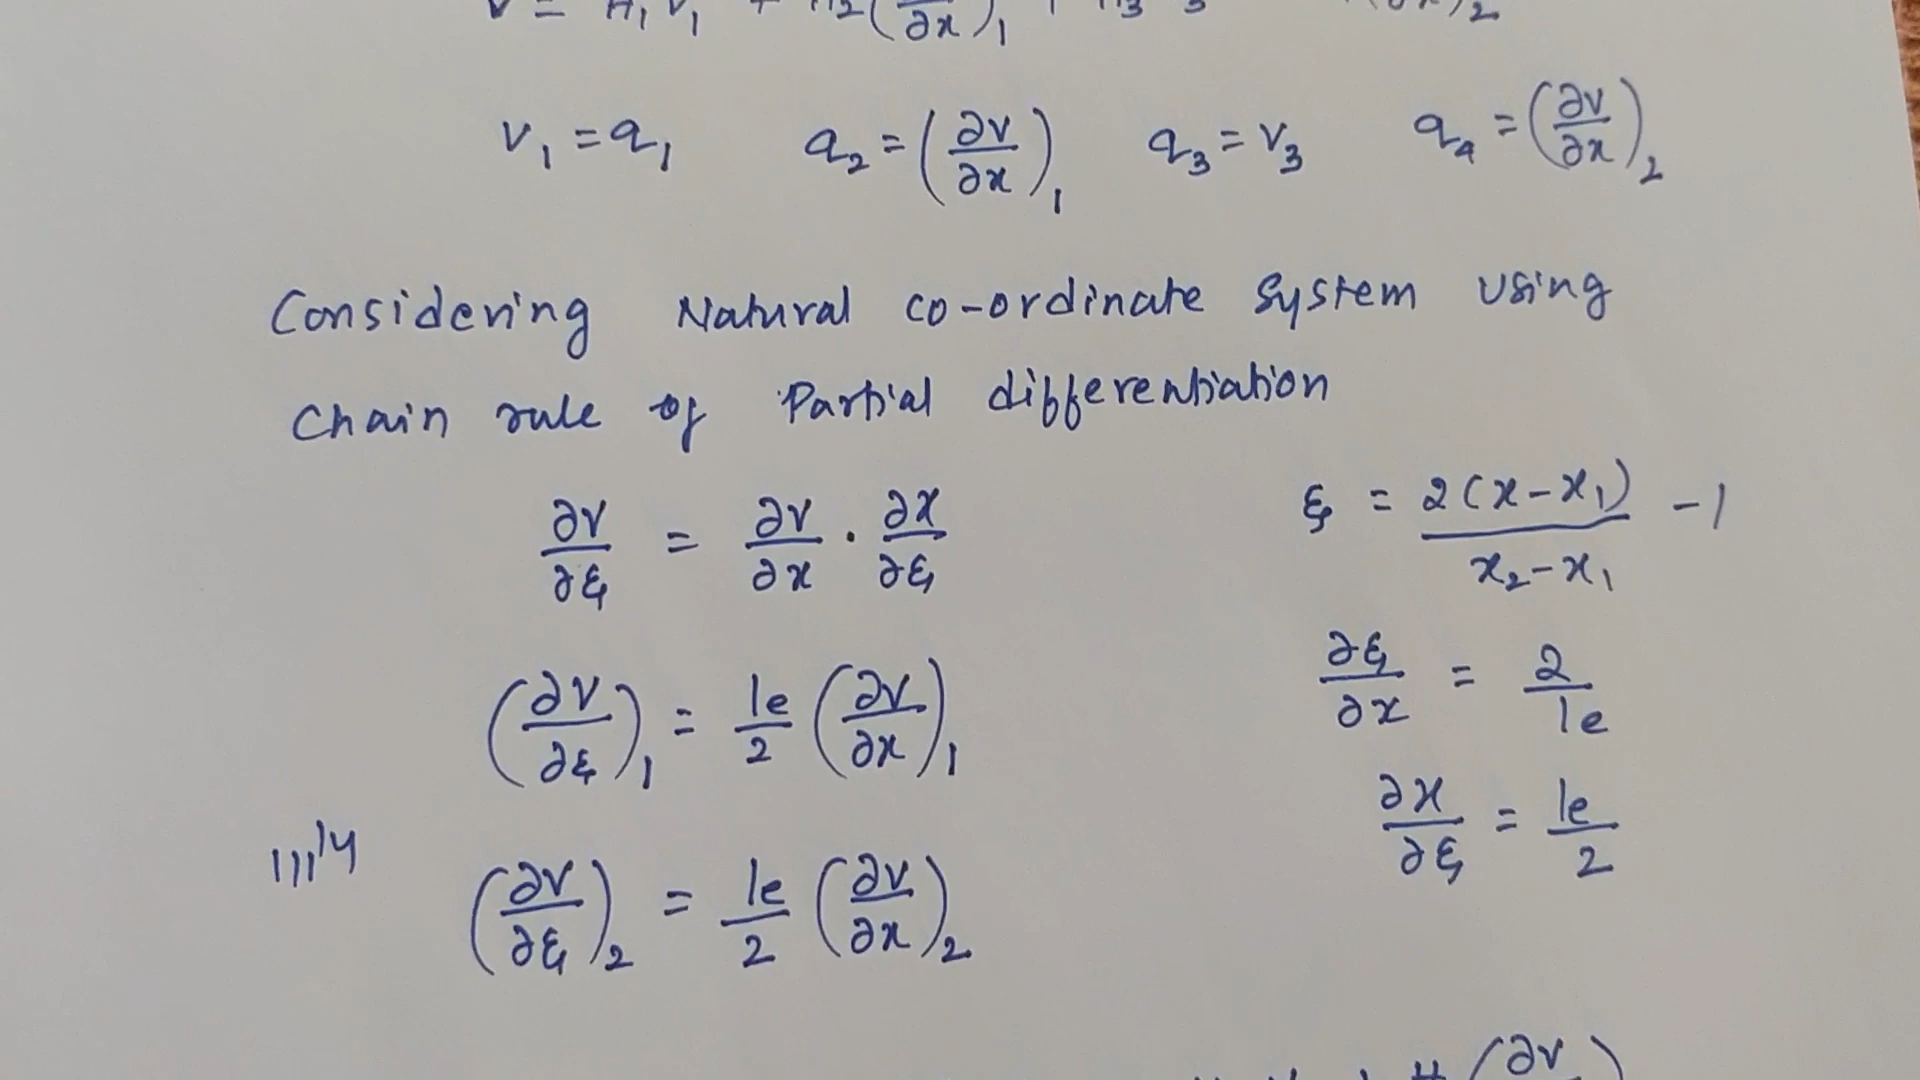 v₁ = q₁ q₂ = (∂v/∂x)₁ q₃ = v₃ q₄ = (∂v/∂x)₂
Considering Natural co-ordinate System using
Chain rule of Partial differentiation
∂v/∂ξ = ∂v/∂x · ∂x/∂ξ
ξ = 2(x-x₁)/x₂-x₁ - 1
∂ξ/∂x = 2/le
(∂v/∂ξ)₁ = le/2 (∂v/∂x)₁
∂x/∂ξ = le/2
111ly (∂v/∂ξ)₂ = le/2 (∂v/∂x)₂